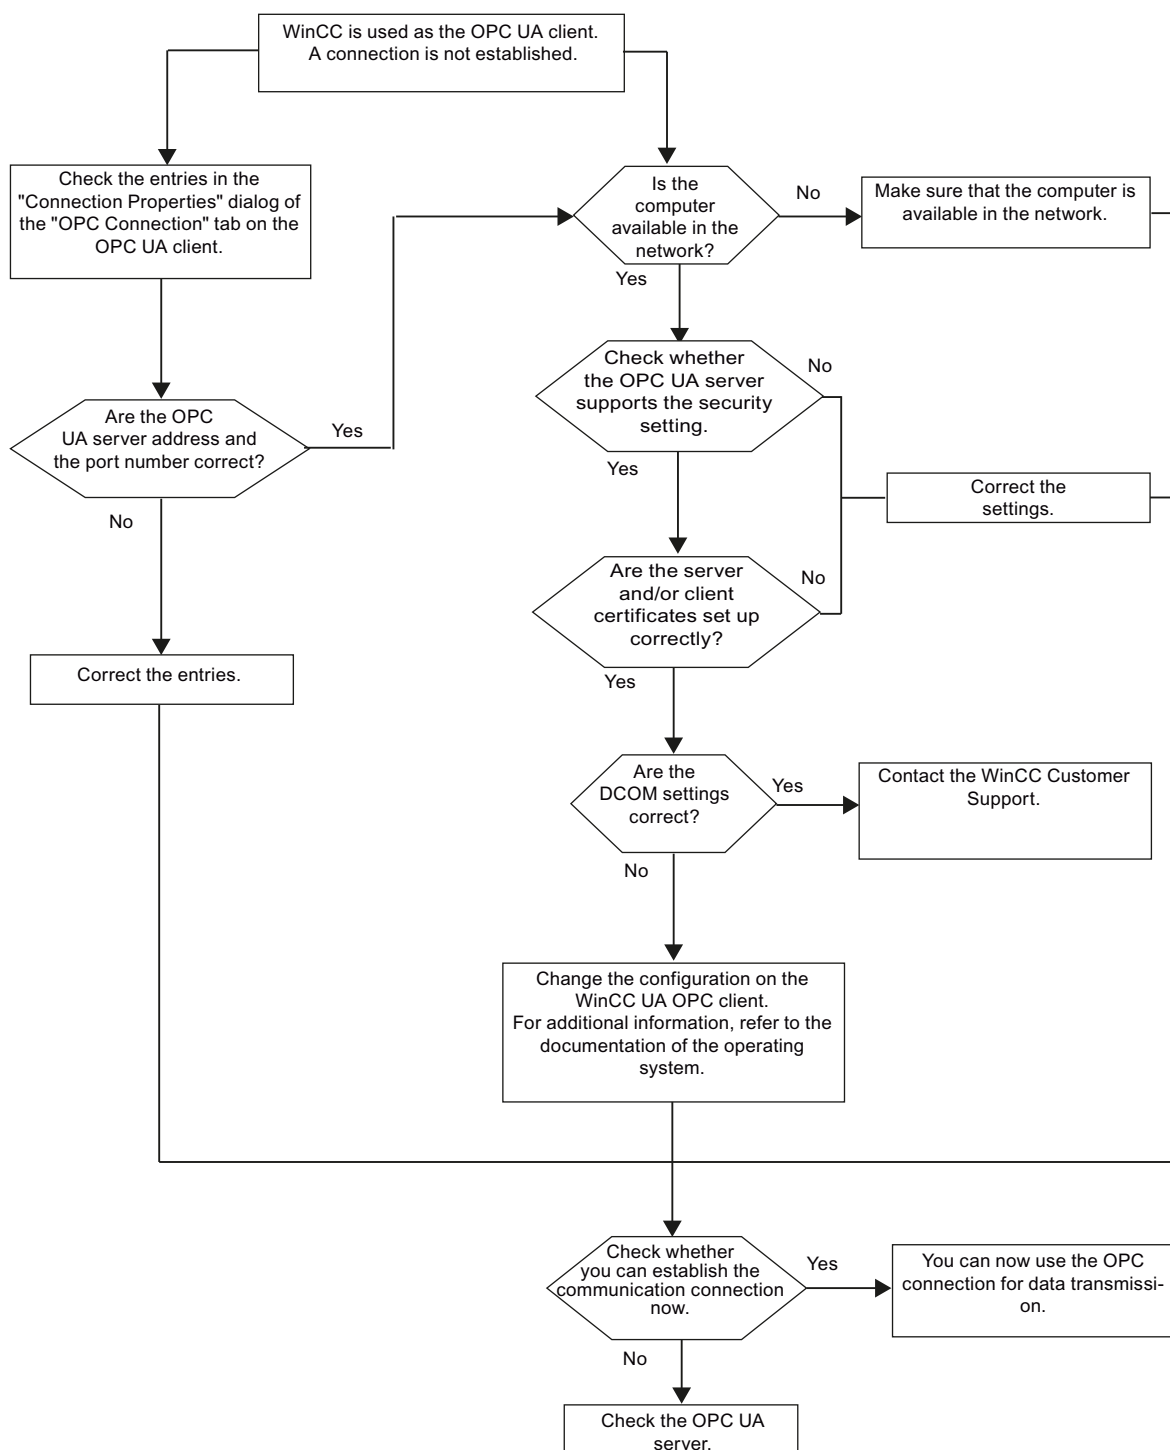 WinCC is used as the OPC UA client.
A connection is not established.
Check the entries in the
"Connection Properties" dialog of
the "OPC Connection" tab on the
OPC UA client.
Is the
computer
available in the
network?
No
Make sure that the computer is
available in the network.
Yes
Check whether
the OPC UA server
supports the security
setting.
No
Are the OPC
UA server address and
the port number correct?
Yes
Yes
No
Correct the
settings.
Are the server
and/or client
certificates set up
correctly?
No
Correct the entries.
Yes
Are the
DCOM settings
correct?
Yes
Contact the WinCC Customer
Support.
No
Change the configuration on the
WinCC UA OPC client.
For additional information, refer to the
documentation of the operating
system.
Check whether
you can establish the
communication connection
now.
Yes
You can now use the OPC
connection for data transmissi-
on.
No
Check the OPC UA
server.